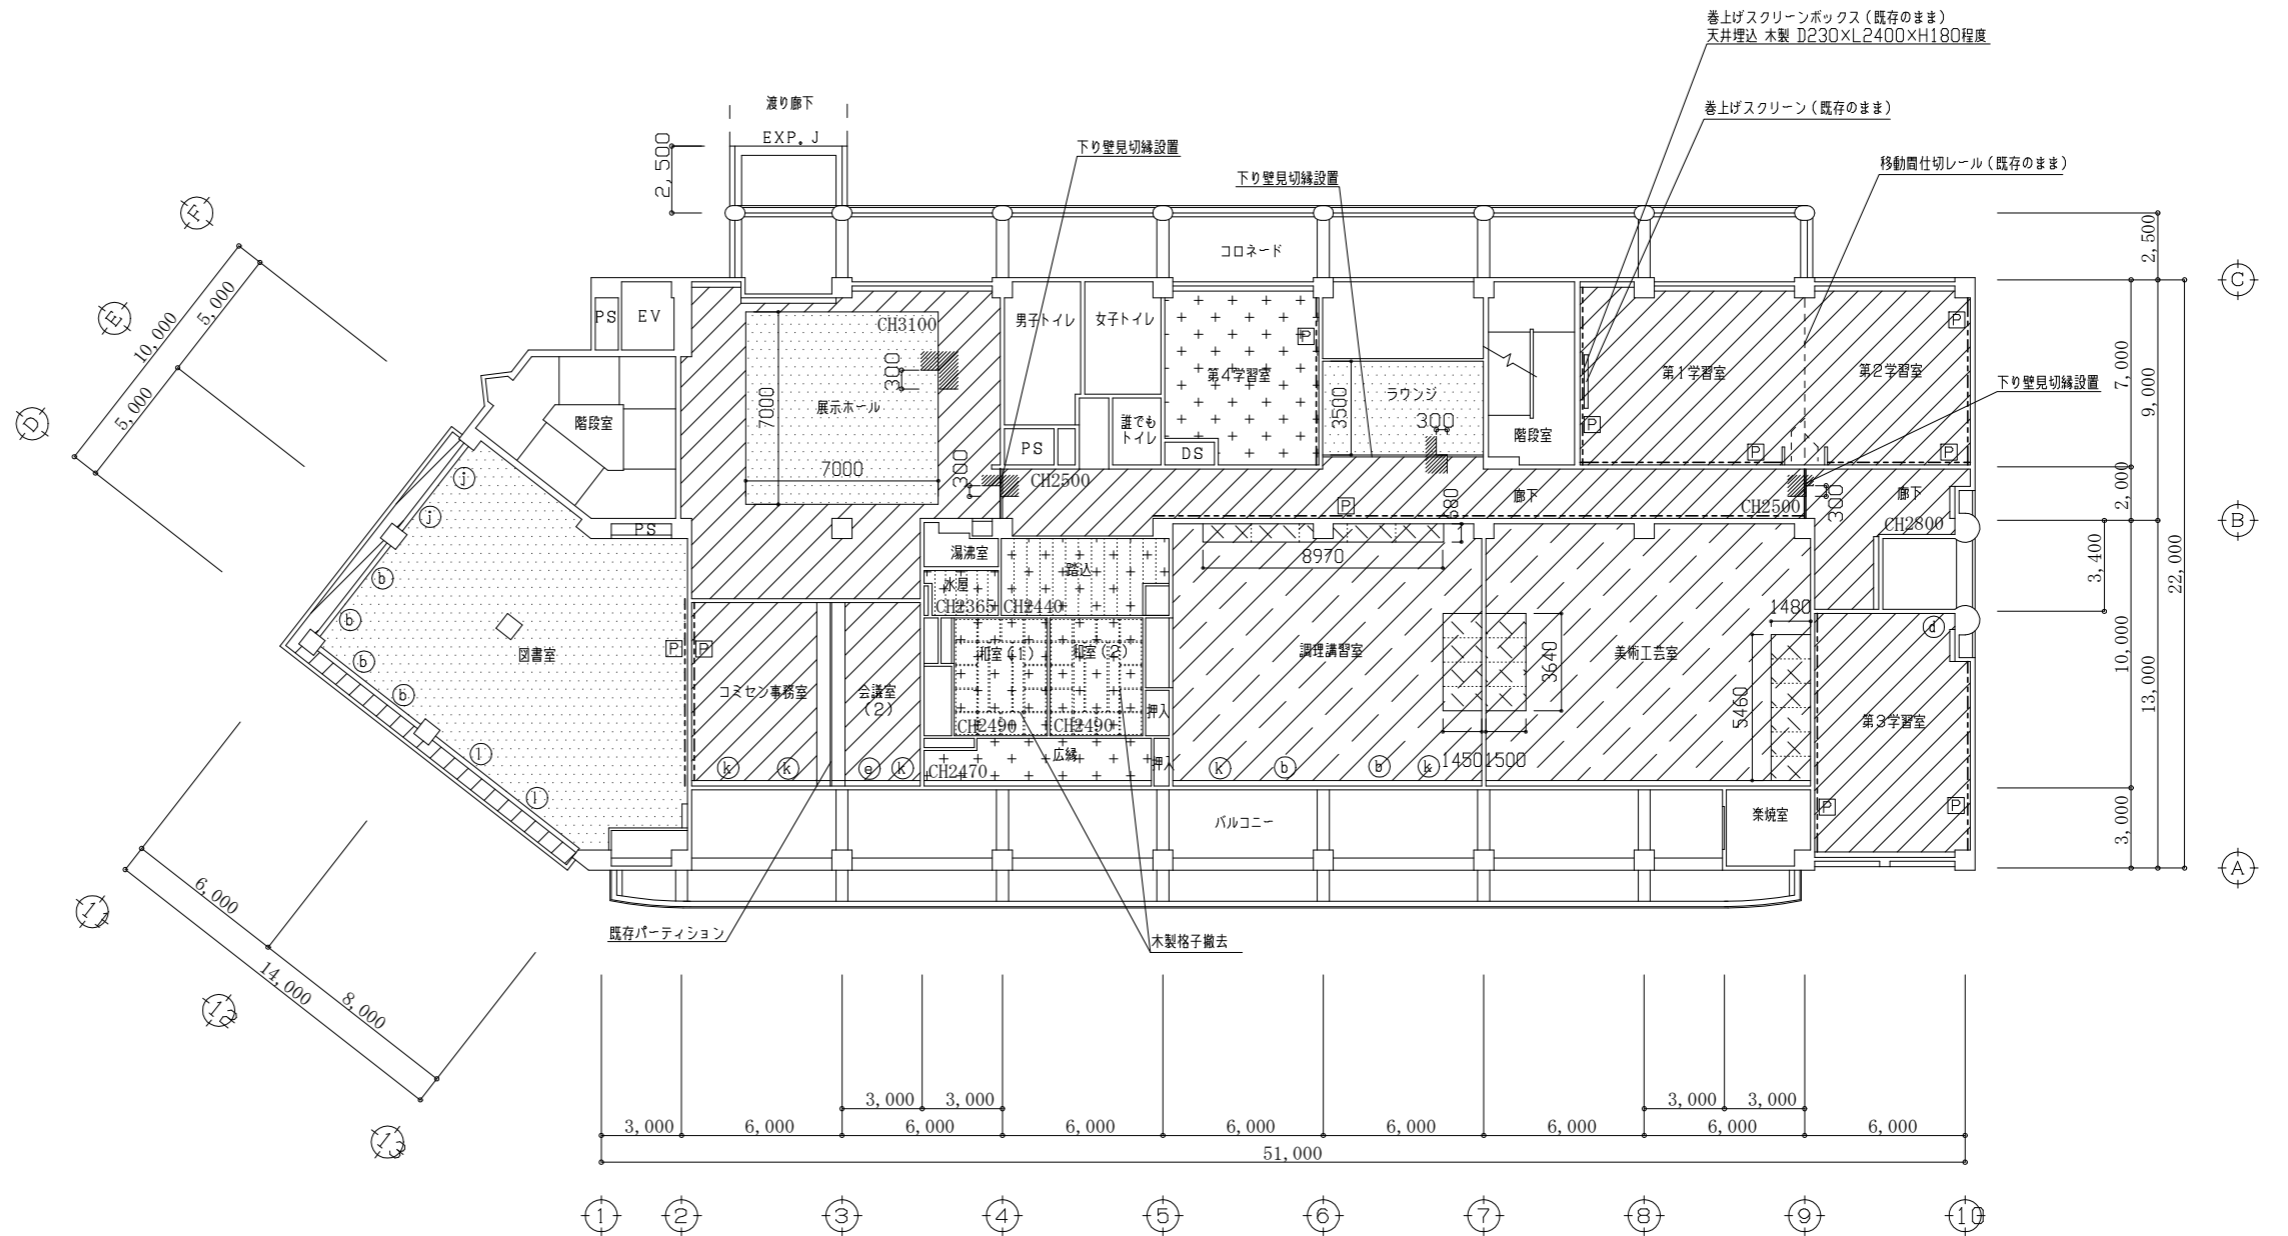 巻上げスクリーンボックス(既存のまま)
天井埋込 木製 D230×L2400×H180程度
巻上げスクリーン(既存のまま)
移動間仕切レール(既存のまま)
渡り廊下
EXP.J
2,500
下り壁見切縁設置
下り壁見切縁設置
下り壁見切縁設置
コロネード
F
E
D
5,000
10,000
5,000
PS
EV
階段室
CH3100
300
7000
展示ホール
7000
300
男子トイレ
女子トイレ
誰でも
トイレ
PS
DS
第4学習室
P
ラウンジ
3500
300
階段室
第1学習室
第2学習室
P
P
P
P
CH2500
廊下
P
680
CH2500
廊下
300
CH2800
2,500
7,000
9,000
2,000
3,400
22,000
10,000
13,000
3,000
C
B
A
j
j
b
b
b
b
l
l
図書室
PS
P
P
湯沸室
水屋
CH2365
踏込
CH2440
8970
コミセン事務室
会議室
(2)
k
k
e
k
和室(1)
和室(2)
CH2490
CH2490
押入
広縁
押入
CH2470
調理講習室
k
b
b
k
3640
1450
1500
美術工芸室
1480
5460
d
第3学習室
P
P
バルコニー
楽焼室
既存パーティション
木製格子撤去
6,000
14,000
8,000
11
12
13
3,000
3,000
3,000
3,000
3,000
6,000
6,000
6,000
6,000
6,000
6,000
6,000
6,000
51,000
1
2
3
4
5
6
7
8
9
10